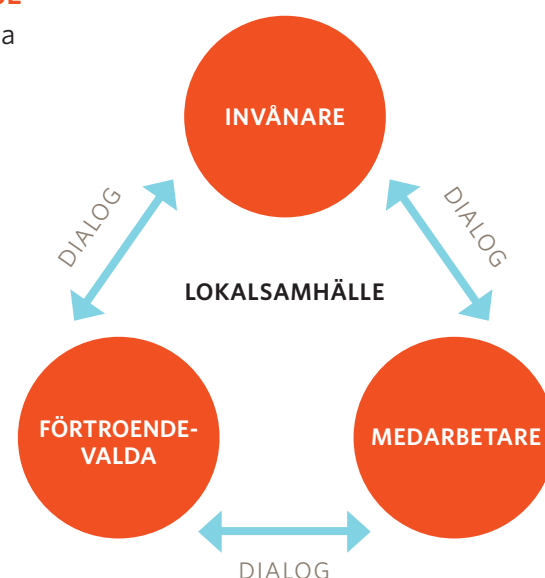 INVÅNARE
DIALOG
DIALOG
LOKALSAMHÄLLE
FÖRTROENDE-
VALDA
MEDARBETARE
DIALOG